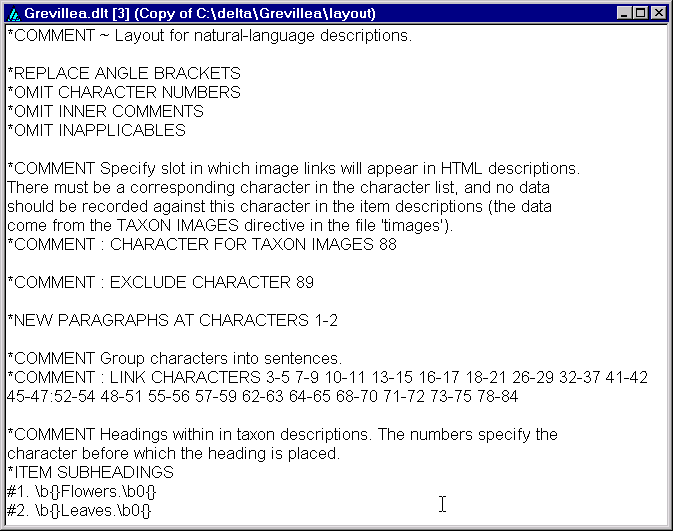 Grevillea.dlt [3] (Copy of C:\delta\Grevillea\layout)
*COMMENT ~ Layout for natural-language descriptions.
*REPLACE ANGLE BRACKETS
*OMIT CHARACTER NUMBERS
*OMIT INNER COMMENTS
*OMIT INAPPLICABLES
*COMMENT Specify slot in which image links will appear in HTML descriptions.
There must be a corresponding character in the character list, and no data
should be recorded against this character in the item descriptions (the data
come from the TAXON IMAGES directive in the file 'timages').
*COMMENT : CHARACTER FOR TAXON IMAGES 88
*COMMENT : EXCLUDE CHARACTER 89
*NEW PARAGRAPHS AT CHARACTERS 1-2
*COMMENT Group characters into sentences.
*COMMENT : LINK CHARACTERS 3-5 7-9 10-11 13-15 16-17 18-21 26-29 32-37 41-42
45-47:52-54 48-51 55-56 57-59 62-63 64-65 68-70 71-72 73-75 78-84
*COMMENT Headings within in taxon descriptions. The numbers specify the
character before which the heading is placed.
*ITEM SUBHEADINGS
#1. \b{}Flowers.\b0{}
#2. \b{}Leaves.\b0{}